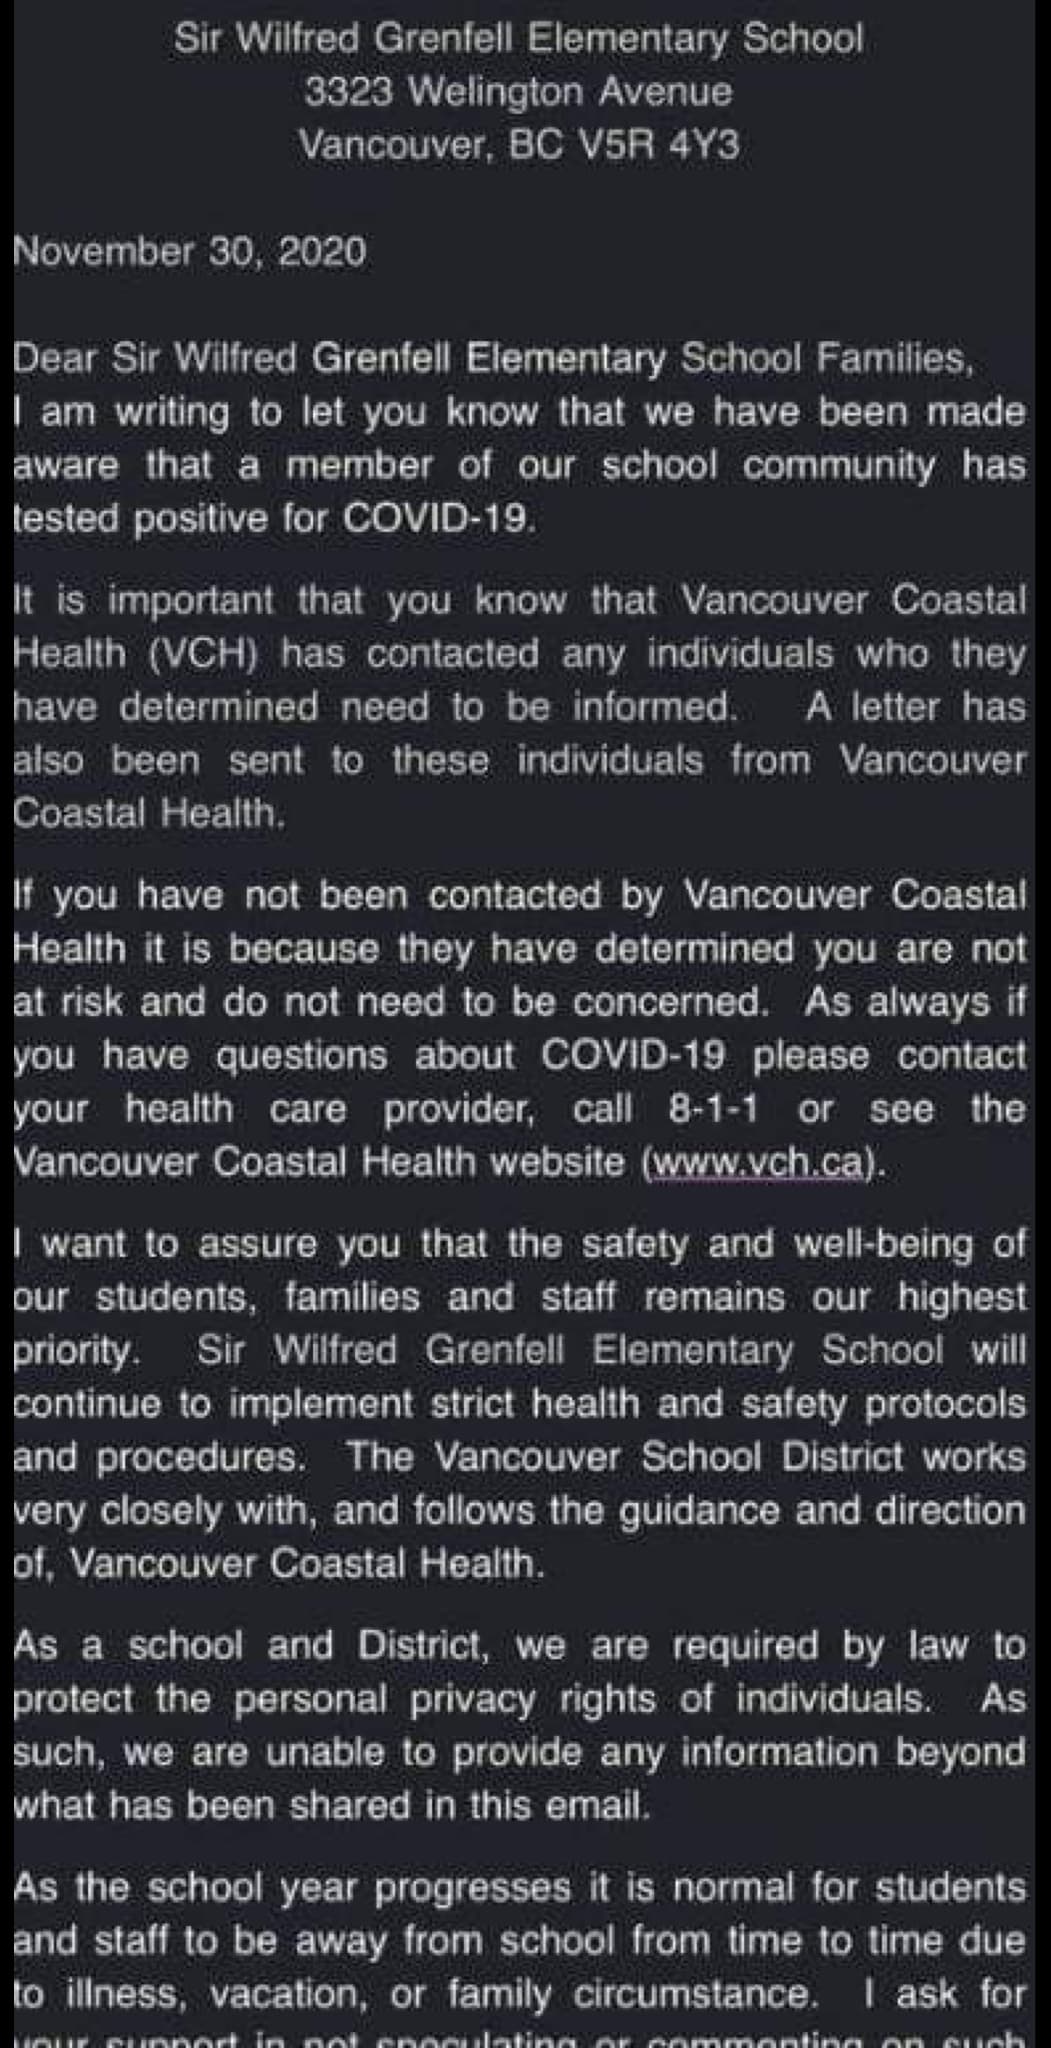 Sir Wilfred Grenfell Elementary School
3323 Welington Avenue
Vancouver, BC V5R 4Y3
November 30, 2020
Dear Sir Wilfred Grenfell Elementary School Families,
I am writing to let you know that we have been made
aware that a member of our school community has
tested positive for COVID-19.
It is important that you know that Vancouver Coastal
Health (VCH) has contacted any individuals who they
have determined need to be informed. A letter has
also been sent to these individuals from Vancouver
Coastal Health.
If you have not been contacted by Vancouver Coastal
Health it is because they have determined you are not
at risk and do not need to be concerned. As always if
you have questions about COVID-19 please contact
your health care provider, call 8-1-1 or see the
Vancouver Coastal Health website (www.vch.ca).
I want to assure you that the safety and well-being of
our students, families and staff remains our highest
priority. Sir Wilfred Grenfell Elementary School will
continue to implement strict health and safety protocols
and procedures. The Vancouver School District works
very closely with, and follows the guidance and direction
of, Vancouver Coastal Health.
As a school and District, we are required by law to
protect the personal privacy rights of individuals. As
such, we are unable to provide any information beyond
what has been shared in this email.
As the school year progresses it is normal for students
and staff to be away from school from time to time due
to illness, vacation, or family circumstance. I ask for
your support in not speculating or commenting on such